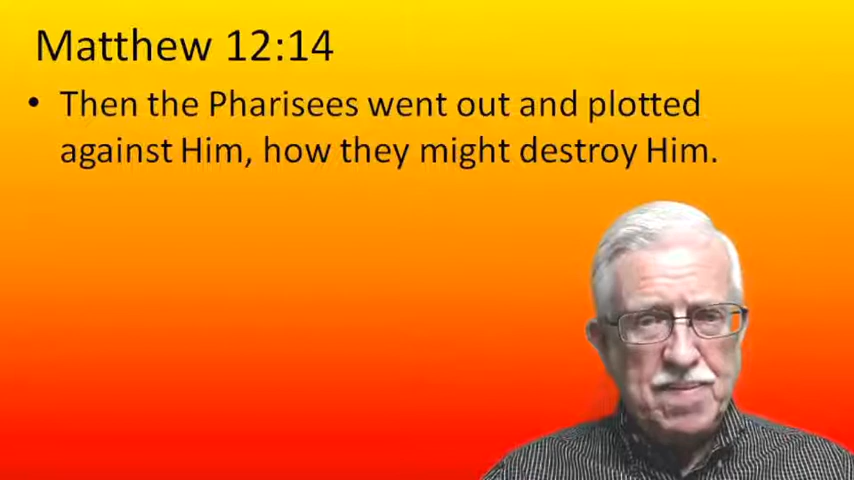 Matthew 12:14
• Then the Pharisees went out and plotted
against Him, how they might destroy Him.